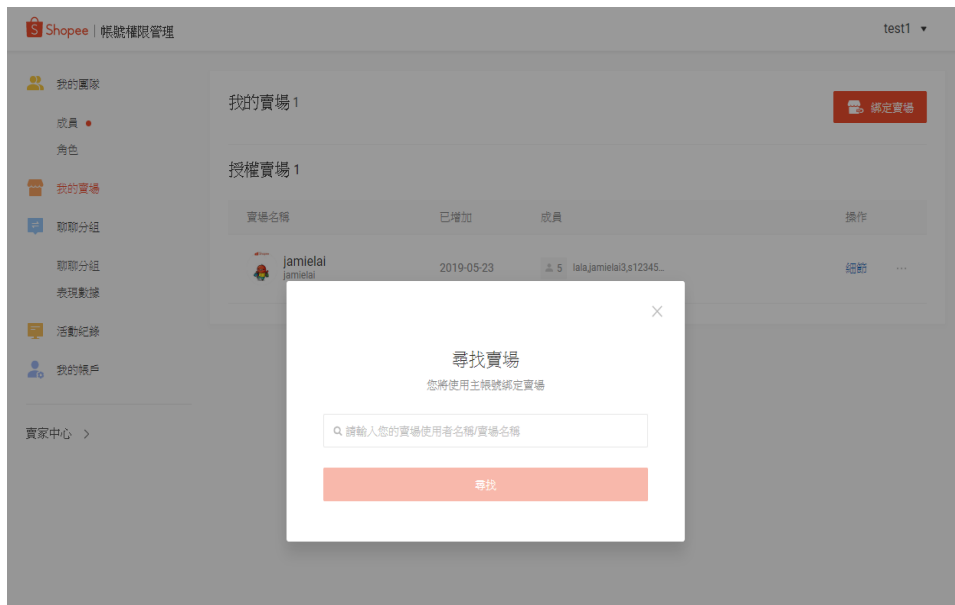 Shopee | 帳號權限管理
test1
我的團隊
成員
角色
我的賣場
聊聊分組
聊聊分組
表現數據
活動紀錄
我的帳戶
賣家中心
我的賣場 1
綁定賣場
授權賣場 1
賣場名稱 已增加 成員 操作
jamielai
jamielai
2019-05-23 5 lala,jamielai3,s12345... 細節 ...
尋找賣場
您將使用主帳號綁定賣場
請輸入您的賣場使用者名稱/賣場名稱
尋找